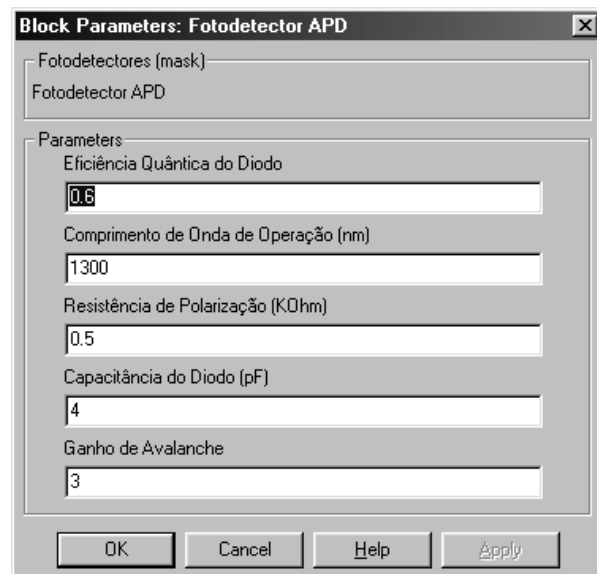 Block Parameters: Fotodetector APD
Fotodetectores (mask)
Fotodetector APD
Parameters
Eficiência Quântica do Diodo
0.6
Comprimento de Onda de Operação (nm)
1300
Resistência de Polarização (KOhm)
0.5
Capacitância do Diodo (pF)
4
Ganho de Avalanche
3
OK Cancel Help Apply